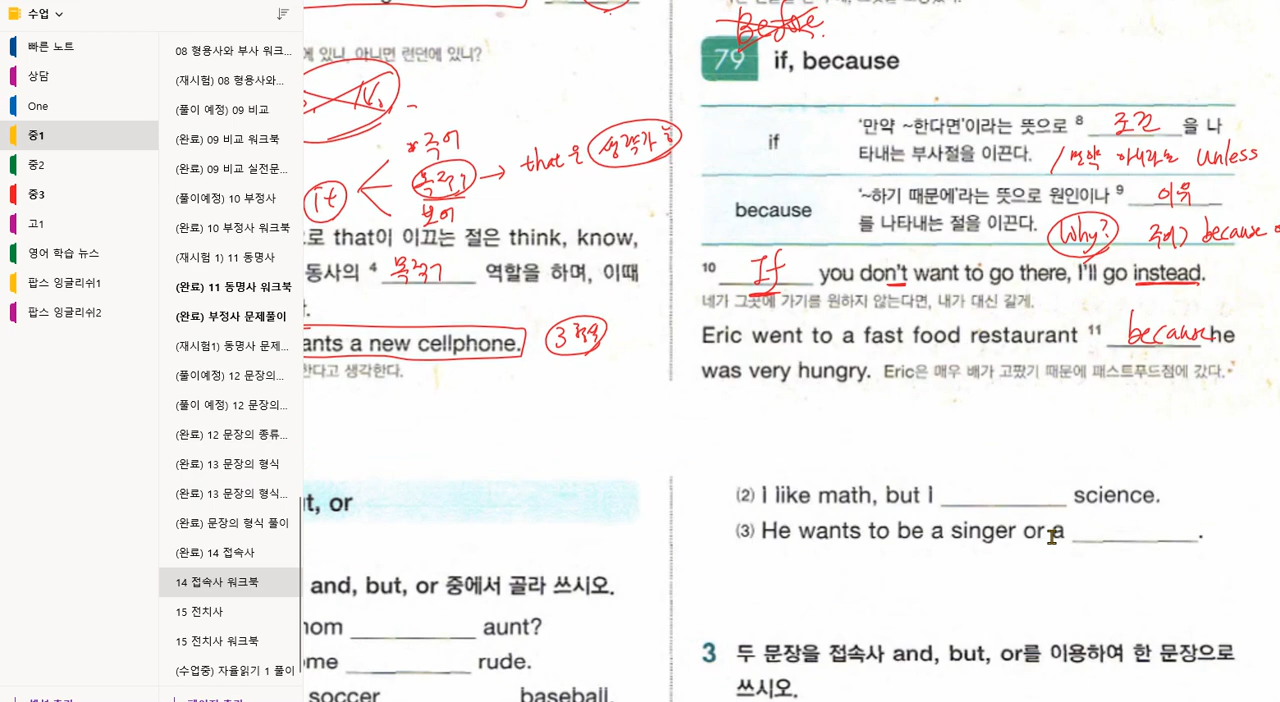 수업
빠른 노트
상담
One
중1
중2
중3
고1
영어 학습 뉴스
팝스 잉글리쉬1
팝스 잉글리쉬2
08 형용사와 부사 워크...
(재시험) 08 형용사와...
(풀이 예정) 09 비교
(완료) 09 비교 워크북
(완료) 09 비교 실전문...
(풀이예정) 10 부정사
(완료) 10 부정사 워크북
(재시험 1) 11 동명사
(완료) 11 동명사 워크북
(완료) 부정사 문제풀이
(재시험1) 동명사 문제...
(풀이예정) 12 문장의...
(풀이 예정) 12 문장의...
(완료) 12 문장의 종류...
(완료) 13 문장의 형식
(완료) 13 문장의 형식...
(완료) 문장의 형식 풀이
(완료) 14 접속사
14 접속사 워크북
15 전치사
15 전치사 워크북
(수업중) 자율읽기 1 풀이
에 있니, 아니면 런던에 있니?
It
주어
목적어
보어
that은 생략가능
로 that이 이끄는 절은 think, know,
동사의 4 목적어 역할을 하며, 이때
ants a new cellphone. 3형식
한다고 생각한다.
t, or
and, but, or 중에서 골라 쓰시오.
nom aunt?
me rude.
soccer baseball.
Before
79 if, because
if
'만약 ~한다면'이라는 뜻으로 8 조건 을 나
타내는 부사절을 이끈다. / 만약 아니라면 unless
because
'~하기 때문에'라는 뜻으로 원인이나 9 이유
를 나타내는 절을 이끈다. Why? because
10 If you don't want to go there, I'll go instead.
네가 그곳에 가기를 원하지 않는다면, 내가 대신 갈게.
Eric went to a fast food restaurant 11 because he
was very hungry. Eric은 매우 배가 고팠기 때문에 패스트푸드점에 갔다.
(2) I like math, but I science.
(3) He wants to be a singer or a .
3 두 문장을 접속사 and, but, or를 이용하여 한 문장으로
쓰시오.